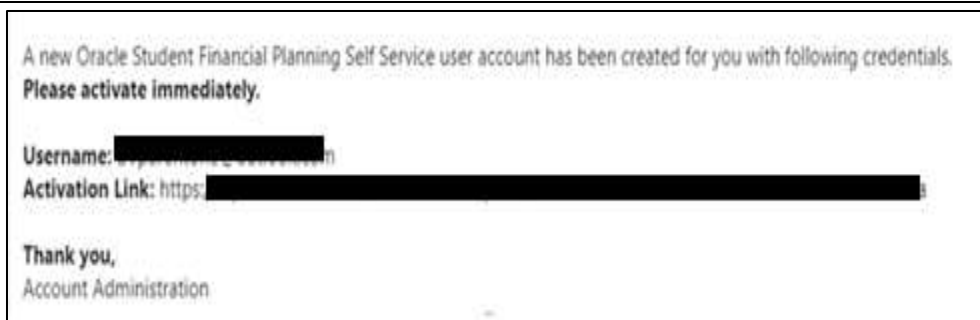 A new Oracle Student Financial Planning Self Service user account has been created for you with following credentials.
Please activate immediately.
Username:
Activation Link: https:
Thank you,
Account Administration